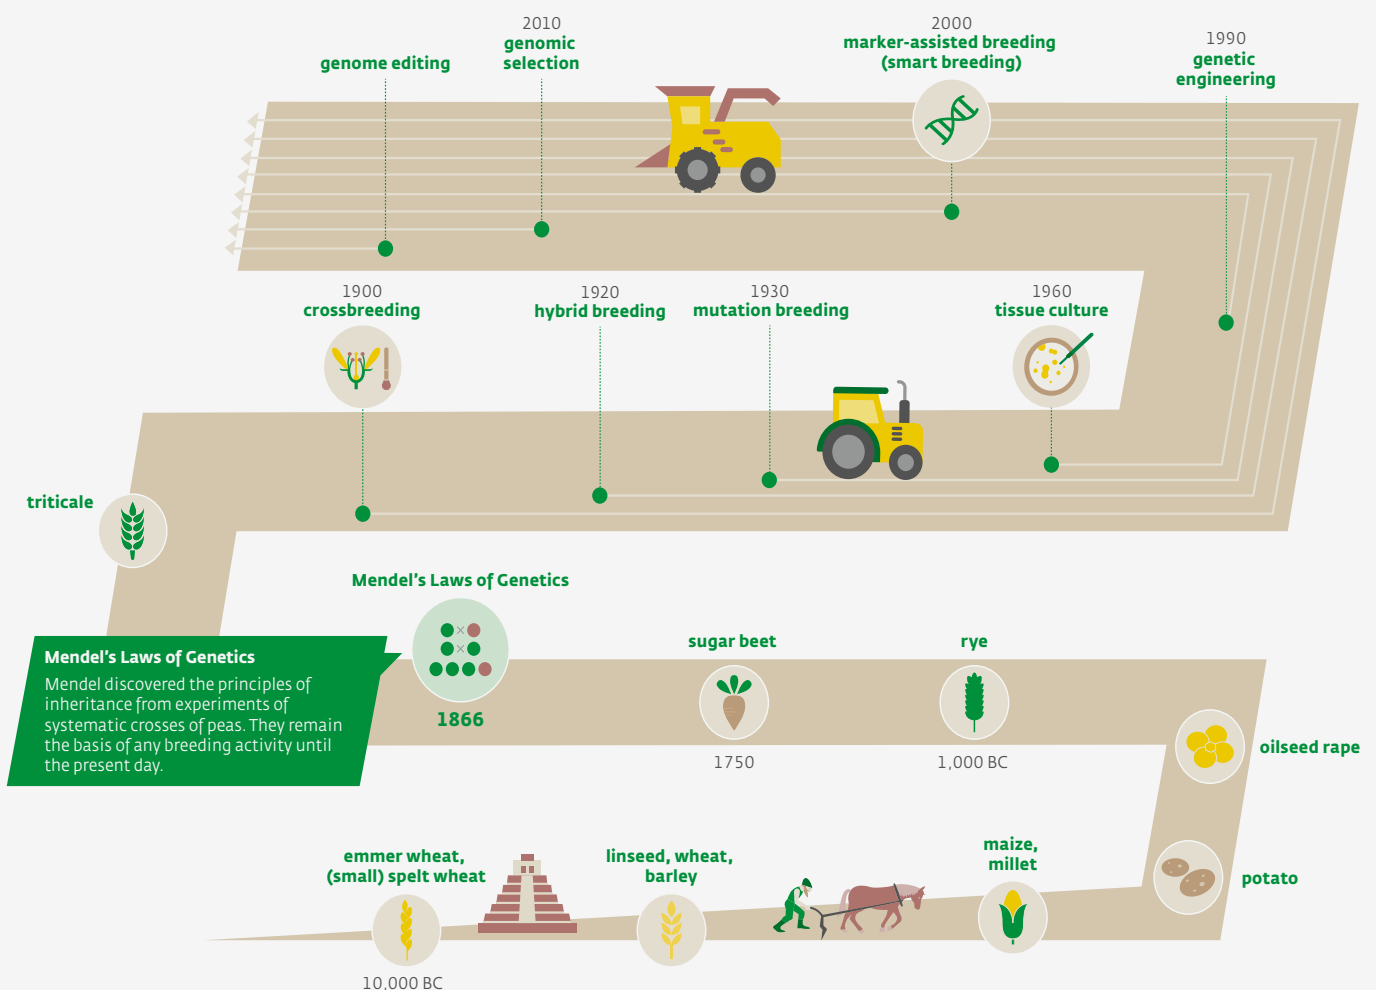 2010
genomic
selection
genome editing
2000
marker-assisted breeding
(smart breeding)
1990
genetic
engineering
1900
crossbreeding
1920
hybrid breeding
1930
mutation breeding
1960
tissue culture
triticale
Mendel's Laws of Genetics
1866
Mendel's Laws of Genetics
Mendel discovered the principles of
inheritance from experiments of
systematic crosses of peas. They remain
the basis of any breeding activity until
the present day.
sugar beet
1750
rye
1,000 BC
oilseed rape
potato
maize,
millet
linseed, wheat,
barley
emmer wheat,
(small) spelt wheat
10,000 BC